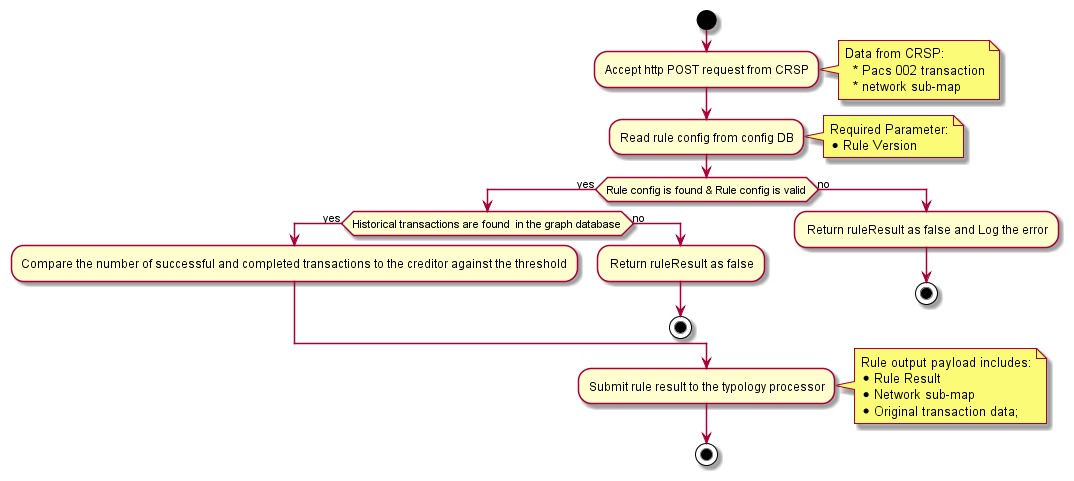 Accept http POST request from CRSP
Data from CRSP:
* Pacs 002 transaction
* network sub-map
Read rule config from config DB
Required Parameter:
• Rule Version
yes
Rule config is found & Rule config is valid
no
yes
Historical transactions are found in the graph database
no
Return ruleResult as false and Log the error
Compare the number of successful and completed transactions to the creditor against the threshold
Return ruleResult as false
Submit rule result to the typology processor
Rule output payload includes:
• Rule Result
• Network sub-map
• Original transaction data;